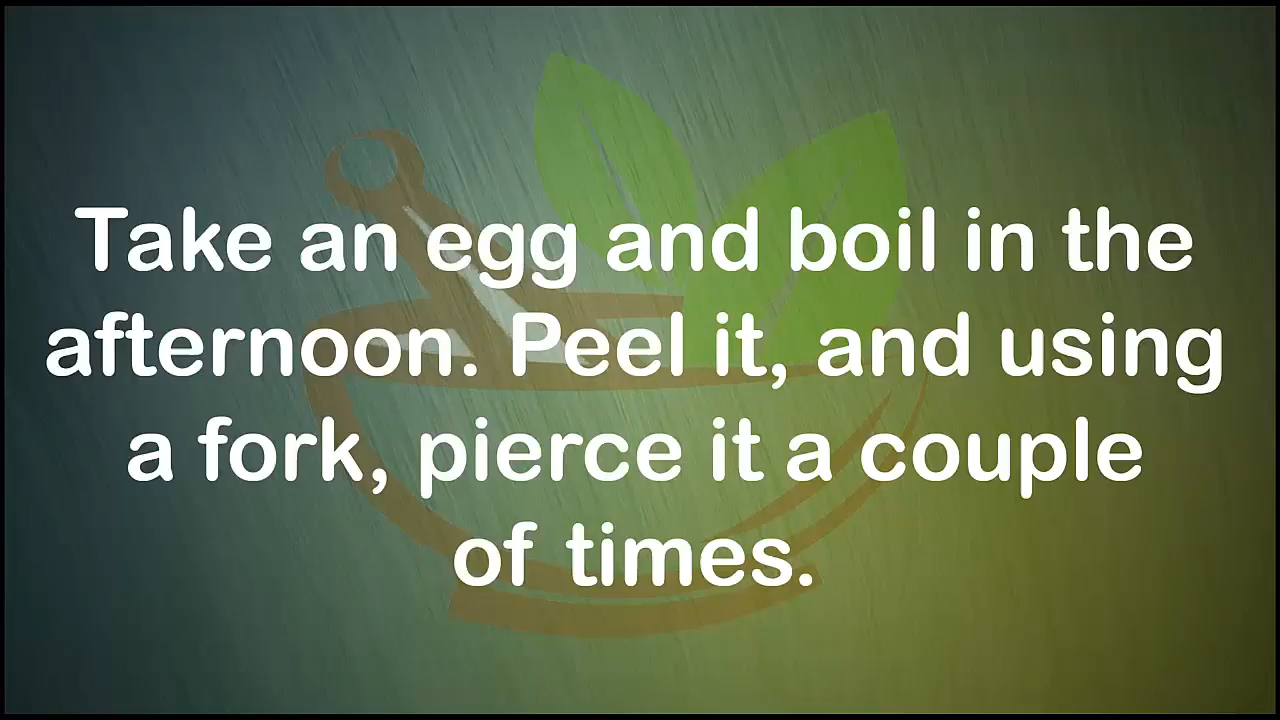 Take an egg and boil in the
afternoon. Peel it, and using
a fork, pierce it a couple
of times.